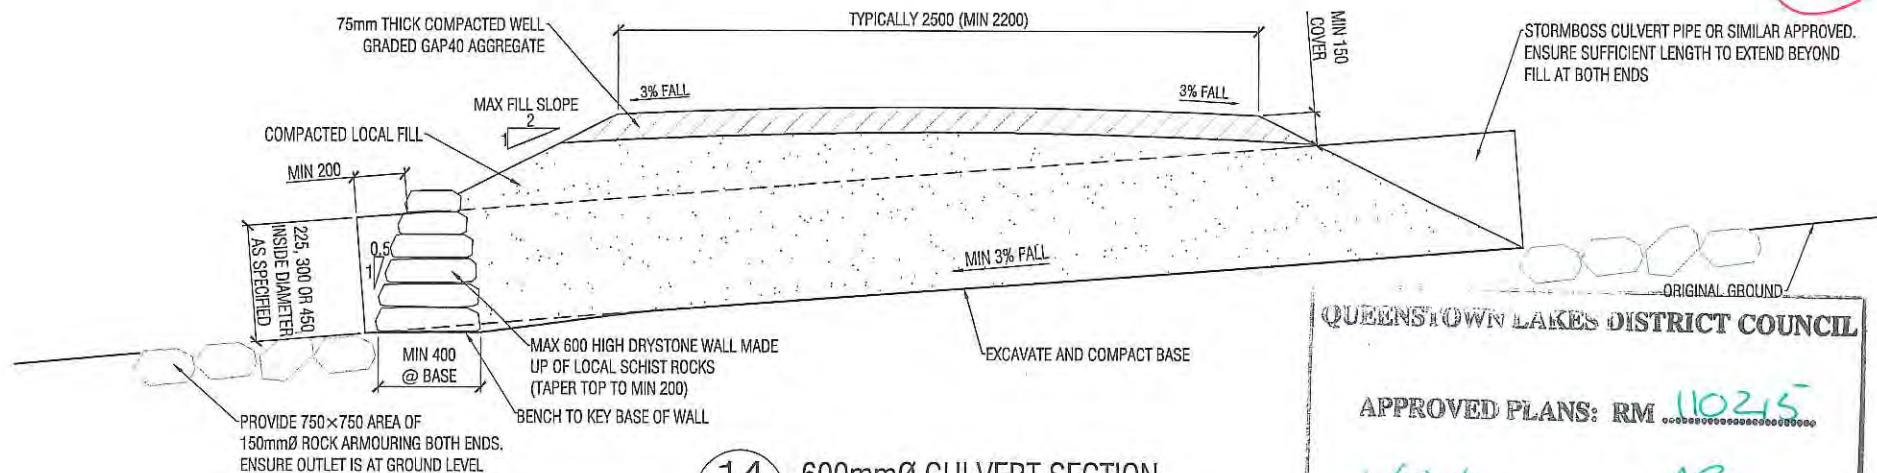 75mm THICK COMPACTED WELL
GRADED GAP40 AGGREGATE
TYPICALLY 2500 (MIN 2200)
MIN 150
COVER
STORMBOSS CULVERT PIPE OR SIMILAR APPROVED.
ENSURE SUFFICIENT LENGTH TO EXTEND BEYOND
FILL AT BOTH ENDS
3% FALL
3% FALL
MAX FILL SLOPE
2
1
COMPACTED LOCAL FILL
MIN 200
225, 300 OR 450
INSIDE DIAMETER
AS SPECIFIED
0.5
1
MIN 3% FALL
ORIGINAL GROUND
MIN 400
@ BASE
MAX 600 HIGH DRYSTONE WALL MADE
UP OF LOCAL SCHIST ROCKS
(TAPER TOP TO MIN 200)
EXCAVATE AND COMPACT BASE
BENCH TO KEY BASE OF WALL
PROVIDE 750×750 AREA OF
150mmØ ROCK ARMOURING BOTH ENDS.
ENSURE OUTLET IS AT GROUND LEVEL
14
600mmØ CULVERT SECTION
QUEENSTOWN LAKES DISTRICT COUNCIL
APPROVED PLANS: RM 110215